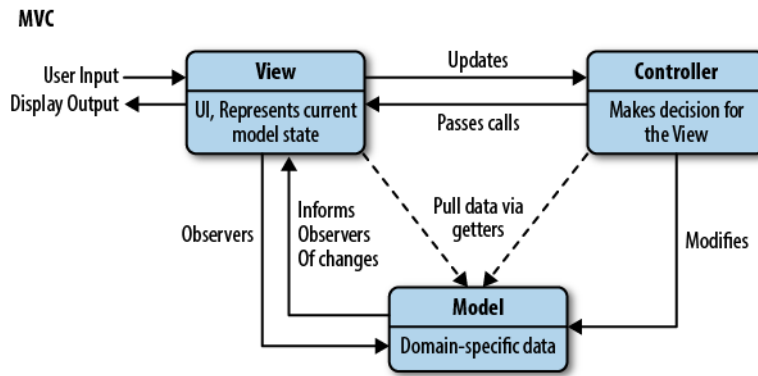 MVC
User Input
Display Output
View
UI, Represents current
model state
Updates
Passes calls
Controller
Makes decision for
the View
Observers
Informs
Observers
Of changes
Pull data via
getters
Modifies
Model
Domain-specific data